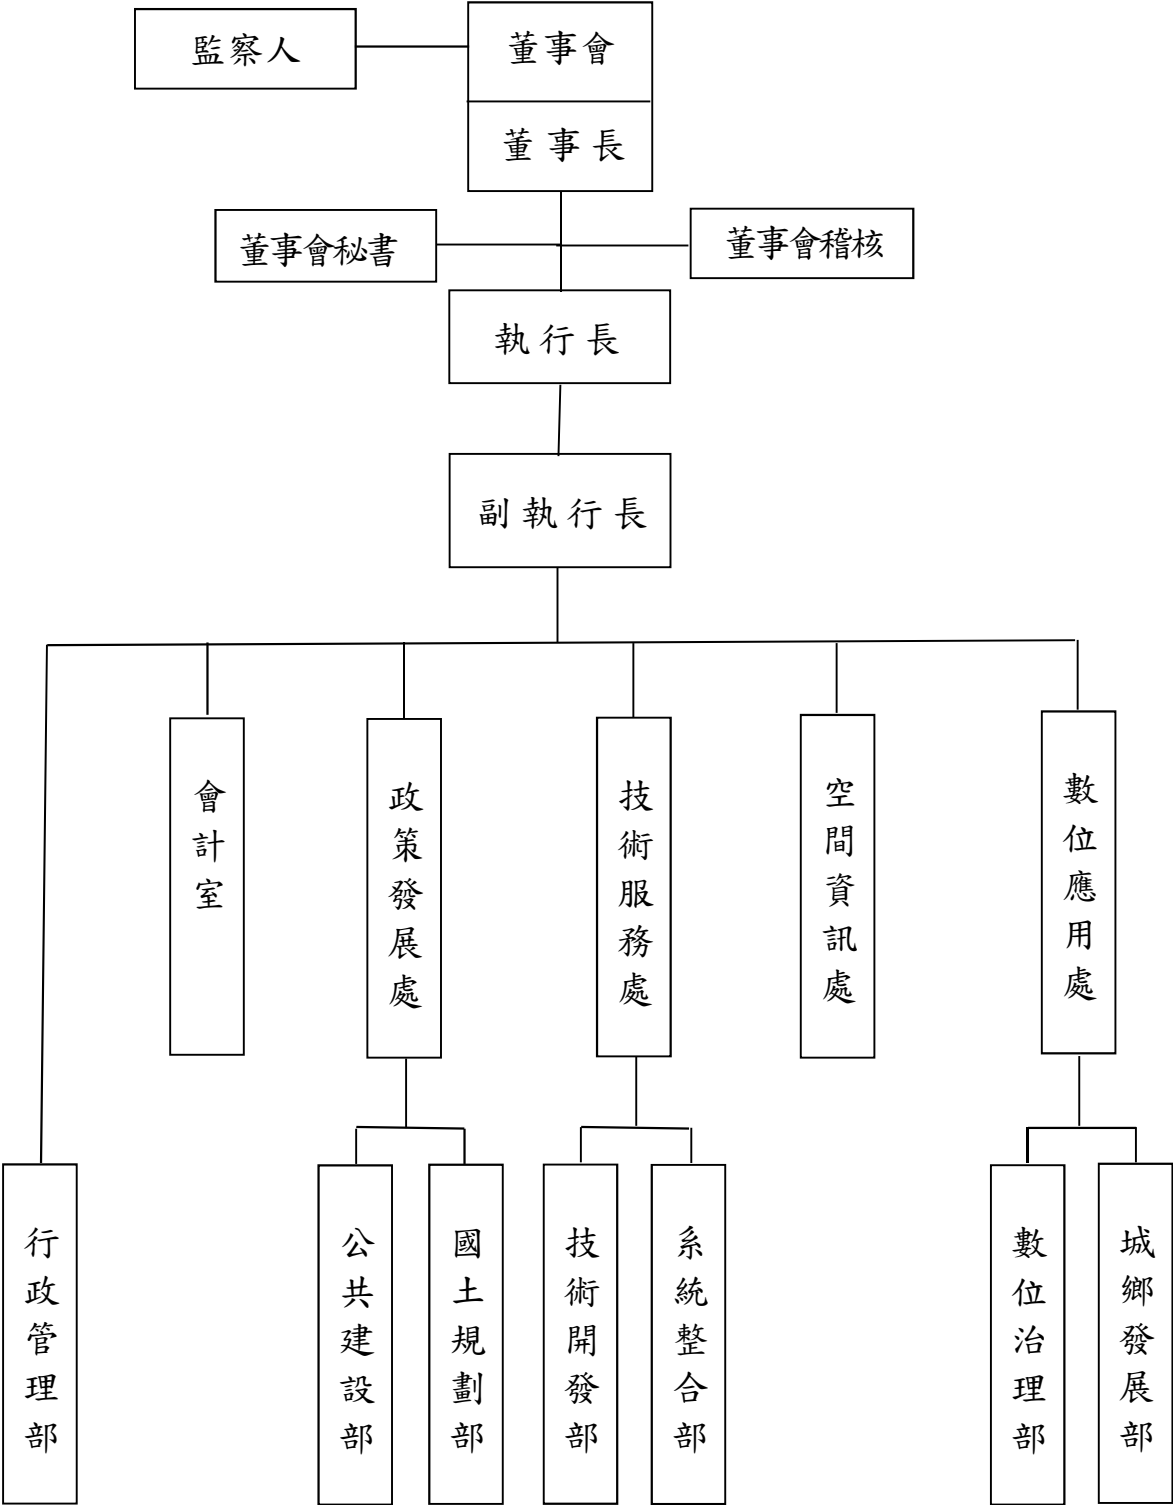 監察人
董事會
董事長
董事會秘書
董事會稽核
執行長
副執行長
會計室
政策發展處
技術服務處
空間資訊處
數位應用處
行政管理部
公共建設部
國土規劃部
技術開發部
系統整合部
數位治理部
城鄉發展部